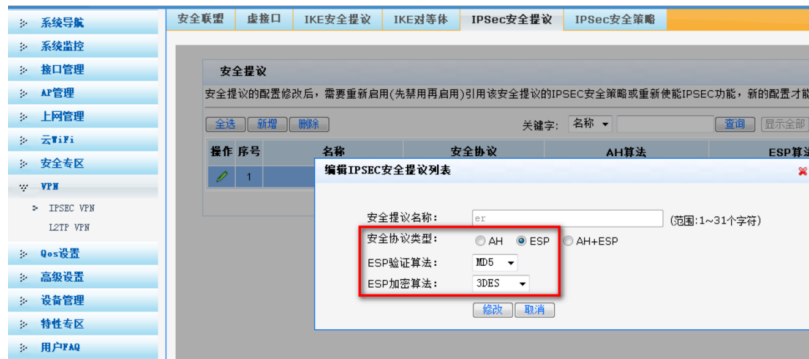 安全联盟 虚接口 IKE安全提议 IKE对等体 IPSec安全提议 IPSec安全策略
系统导航
系统监控
接口管理
AP管理
上网管理
云WiFi
安全专区
VPN
IPSEC VPN
L2TP VPN
Qos设置
高级设置
设备管理
特性专区
用户FAQ
安全提议
安全提议的配置修改后，需要重新启用(先禁用再启用)引用该安全提议的IPSEC安全策略或重新使能IPSEC功能，新的配置才能
全选 新增 删除 关键字： 名称 查询 显示全部
操作 序号 名称 安全协议 AH算法 ESP算法
1
编辑IPSEC安全提议列表
安全提议名称： er (范围:1~31个字符)
安全协议类型： AH ESP AH+ESP
ESP验证算法： MD5
ESP加密算法： 3DES
修改 取消